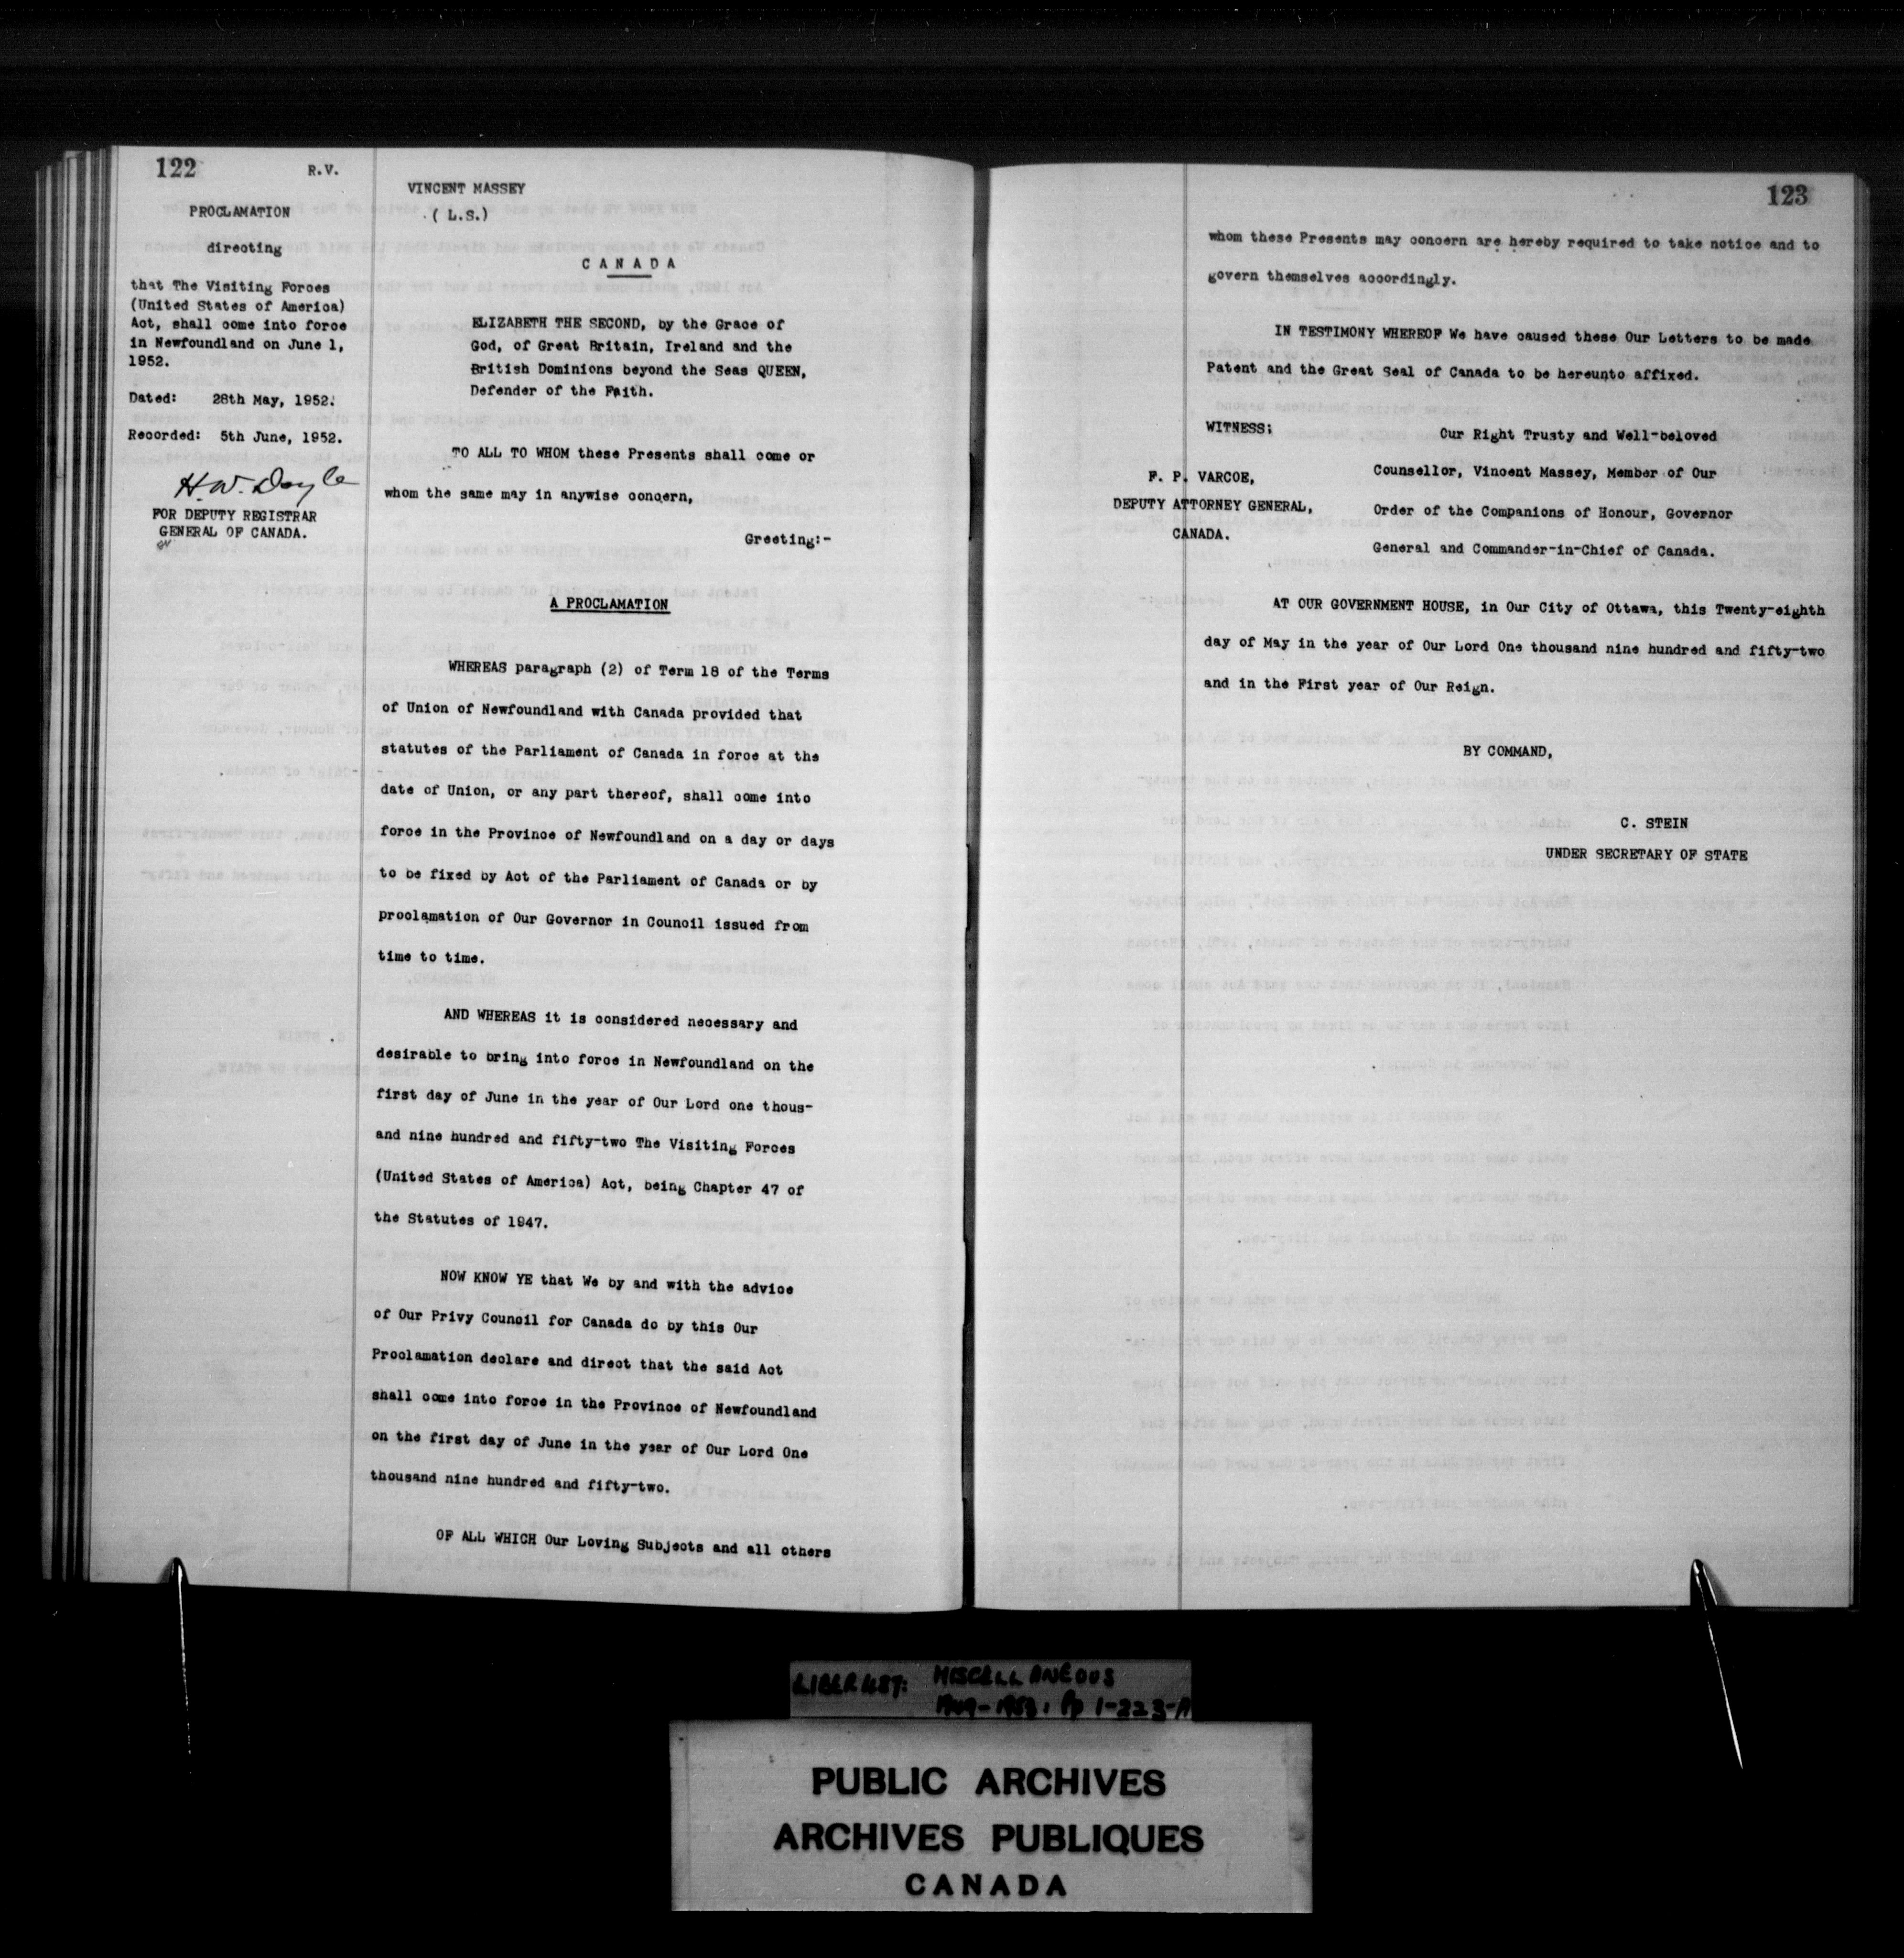 122
R.V.
PROCLAMATION
directing
that The Visiting Forces
(United States of America)
Act, shall come into force
in Newfoundland on June 1,
1952.
Dated: 28th May, 1952.
Recorded: 5th June, 1952.
H.W. Doyle
FOR DEPUTY REGISTRAR
GENERAL OF CANADA.
VINCENT MASSEY
( L.S.)
CANADA
ELIZABETH THE SECOND, by the Grace of
God, of Great Britain, Ireland and the
British Dominions beyond the Seas QUEEN,
Defender of the Faith.
TO ALL TO WHOM these Presents shall come or
whom the same may in anywise concern,
Greeting:-
A PROCLAMATION
WHEREAS paragraph (2) of Term 18 of the Terms
of Union of Newfoundland with Canada provided that
statutes of the Parliament of Canada in force at the
date of Union, or any part thereof, shall come into
force in the Province of Newfoundland on a day or days
to be fixed by Act of the Parliament of Canada or by
proclamation of Our Governor in Council issued from
time to time.
AND WHEREAS it is considered necessary and
desirable to bring into force in Newfoundland on the
first day of June in the year of Our Lord one thous-
and nine hundred and fifty-two The Visiting Forces
(United States of America) Act, being Chapter 47 of
the Statutes of 1947.
NOW KNOW YE that We by and with the advice
of Our Privy Council for Canada do by this Our
Proclamation declare and direct that the said Act
shall come into force in the Province of Newfoundland
on the first day of June in the year of Our Lord One
thousand nine hundred and fifty-two.
OF ALL WHICH Our Loving Subjects and all others
123
whom these Presents may concern are hereby required to take notice and to
govern themselves accordingly.
IN TESTIMONY WHEREOF We have caused these Our Letters to be made
Patent and the Great Seal of Canada to be hereunto affixed.
WITNESS:
Our Right Trusty and Well-beloved
Counsellor, Vincent Massey, Member of Our
Order of the Companions of Honour, Governor
General and Commander-in-Chief of Canada.
F. P. VARCOE,
DEPUTY ATTORNEY GENERAL,
CANADA.
AT OUR GOVERNMENT HOUSE, in Our City of Ottawa, this Twenty-eighth
day of May in the year of Our Lord One thousand nine hundred and fifty-two
and in the First year of Our Reign.
BY COMMAND,
C. STEIN
UNDER SECRETARY OF STATE
LIBER 487: MISCELLANEOUS
1949-1953: Pp 1-223-A
PUBLIC ARCHIVES
ARCHIVES PUBLIQUES
CANADA